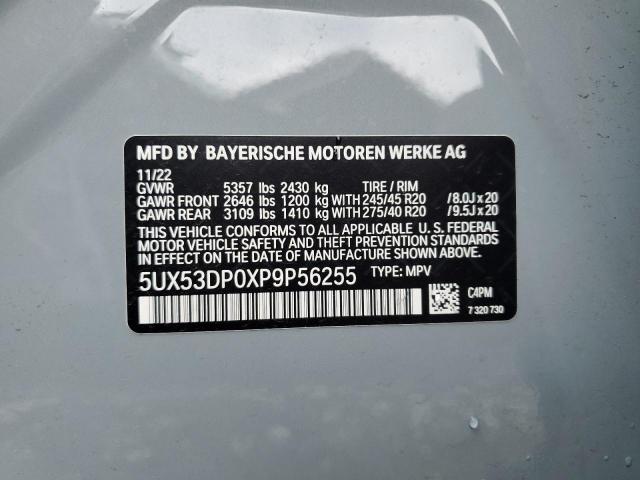 MFD BY BAYERISCHE MOTOREN WERKE AG
11/22
GVWR 5357 lbs 2430 kg TIRE / RIM
GAWR FRONT 2646 lbs 1200 kg WITH 245/45 R20 /8.0J x 20
GAWR REAR 3109 lbs 1410 kg WITH 275/40 R20 /9.5J x 20
THIS VEHICLE CONFORMS TO ALL APPLICABLE U. S. FEDERAL
MOTOR VEHICLE SAFETY, BUMPER, AND THEFT PREVENTION STANDARDS
IN EFFECT ON THE DATE OF MANUFACTURE SHOWN ABOVE.
5UX53DP0XP9P56255 TYPE: MPV
C4PM
7 320 730